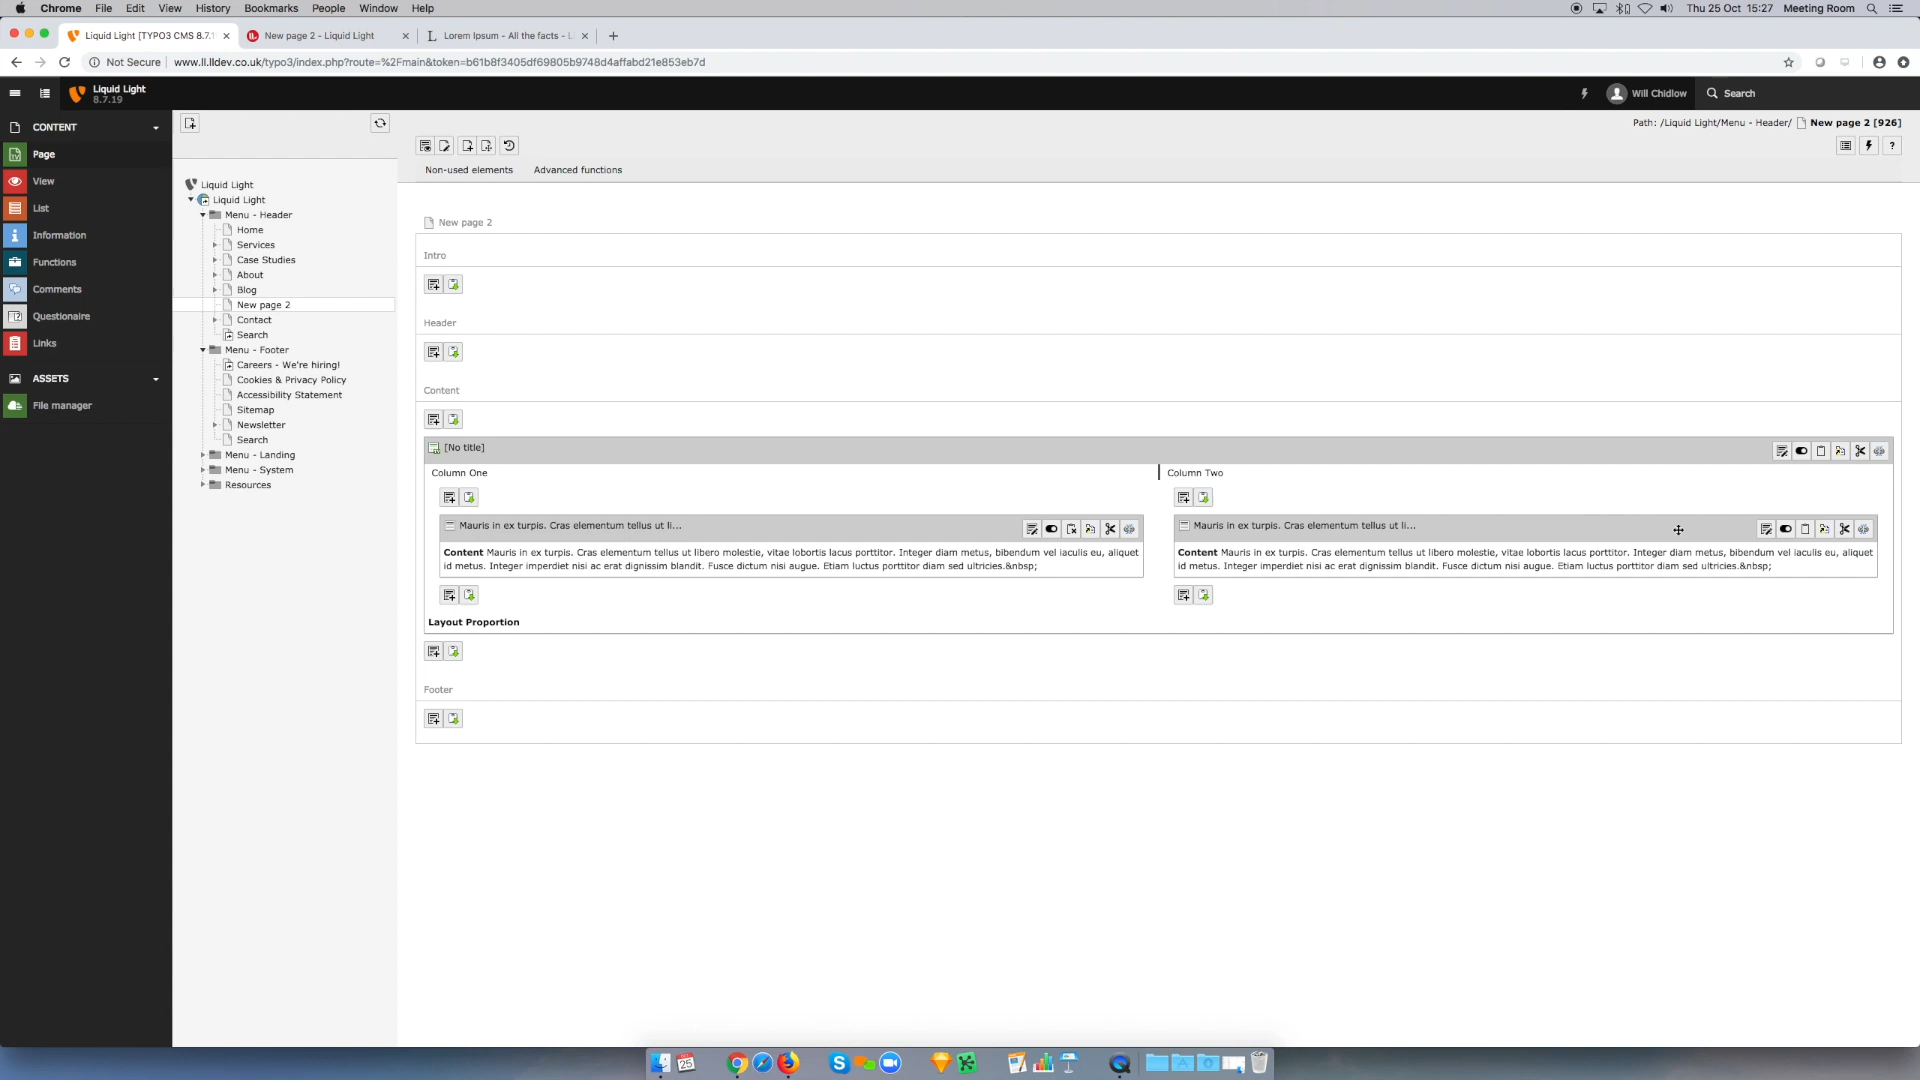 Chrome File Edit View History Bookmarks People Window Help
Thu 25 Oct 15:27 Meeting Room
Liquid Light [TYPO3 CMS 8.7.1
New page 2 - Liquid Light
Lorem Ipsum - All the facts - L
Not Secure www.ll.lldev.co.uk/typo3/index.php?route=%2Fmain&token=b61b8f3405df69805b9748d4affabd21e853eb7d
Liquid Light
8.7.19
Will Chidlow
Search
CONTENT
Page
View
List
Information
Functions
Comments
Questionaire
Links
ASSETS
File manager
Liquid Light
Liquid Light
Menu - Header
Home
Services
Case Studies
About
Blog
New page 2
Contact
Search
Menu - Footer
Careers - We're hiring!
Cookies & Privacy Policy
Accessibility Statement
Sitemap
Newsletter
Search
Menu - Landing
Menu - System
Resources
Path: /Liquid Light/Menu - Header/ New page 2 [926]
Non-used elements Advanced functions
New page 2
Intro
Header
Content
[No title]
Column One
Mauris in ex turpis. Cras elementum tellus ut li...
Content Mauris in ex turpis. Cras elementum tellus ut libero molestie, vitae lobortis lacus porttitor. Integer diam metus, bibendum vel iaculis eu, aliquet
id metus. Integer imperdiet nisi ac erat dignissim blandit. Fusce dictum nisi augue. Etiam luctus porttitor diam sed ultricies.&nbsp;
Column Two
Mauris in ex turpis. Cras elementum tellus ut li...
Content Mauris in ex turpis. Cras elementum tellus ut libero molestie, vitae lobortis lacus porttitor. Integer diam metus, bibendum vel iaculis eu, aliquet
id metus. Integer imperdiet nisi ac erat dignissim blandit. Fusce dictum nisi augue. Etiam luctus porttitor diam sed ultricies.&nbsp;
Layout Proportion
Footer
25